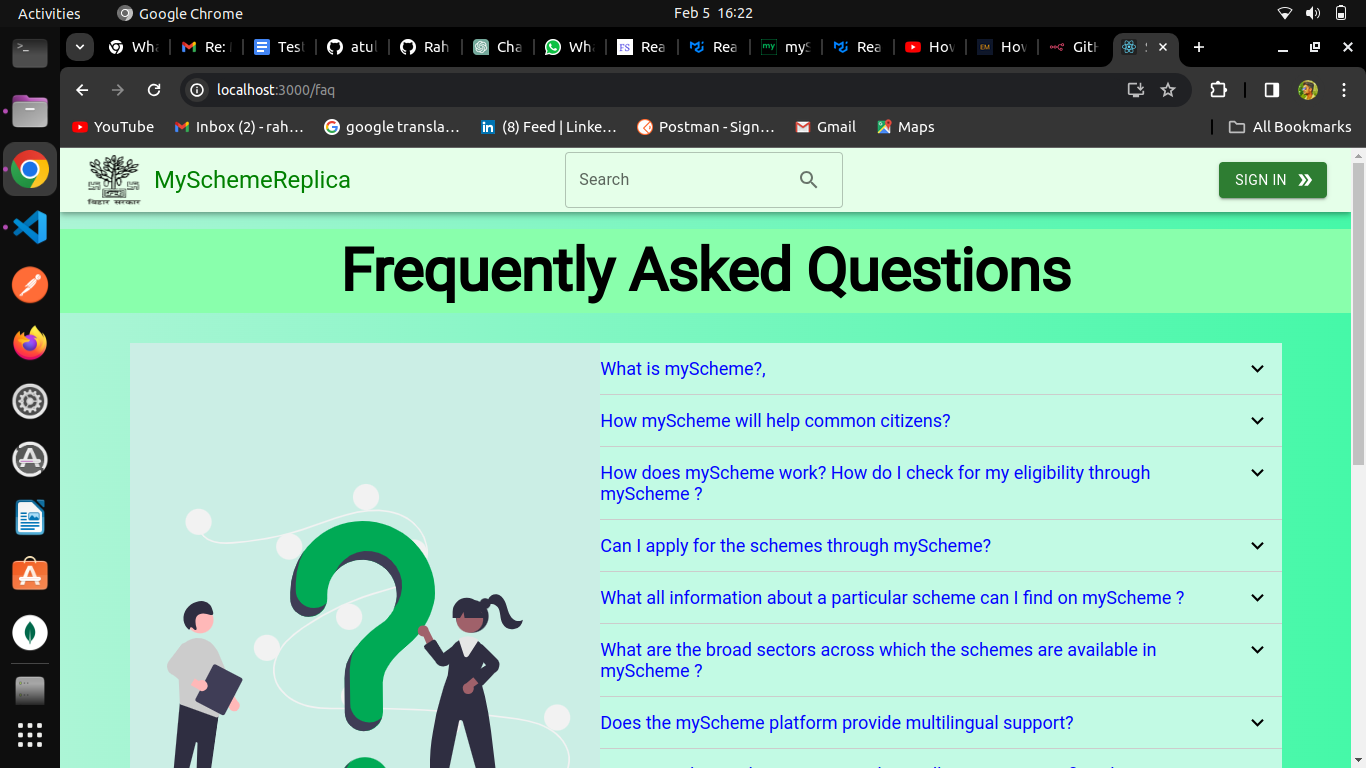 Activities
Google Chrome
Feb 5 16:22
Wha
Re:
Test
atul
Rah
Cha
Wha
Rea
Rea
myS
Rea
How
How
GitH
localhost:3000/faq
YouTube
Inbox (2) - rah...
google transla...
(8) Feed | Linke...
Postman - Sign...
Gmail
Maps
All Bookmarks
बिहार सरकार
MySchemeReplica
Search
SIGN IN
Frequently Asked Questions
What is myScheme?,
How myScheme will help common citizens?
How does myScheme work? How do I check for my eligibility through
myScheme ?
Can I apply for the schemes through myScheme?
What all information about a particular scheme can I find on myScheme ?
What are the broad sectors across which the schemes are available in
myScheme ?
Does the myScheme platform provide multilingual support?